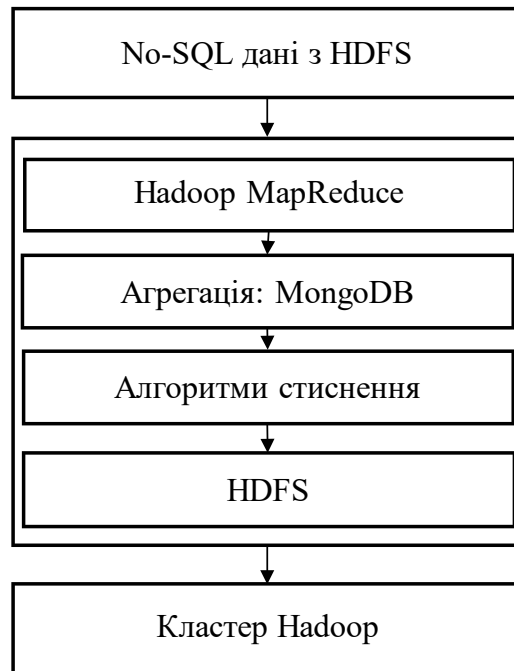 No-SQL дані з HDFS
Hadoop MapReduce
Агрегація: MongoDB
Алгоритми стиснення
HDFS
Кластер Hadoop